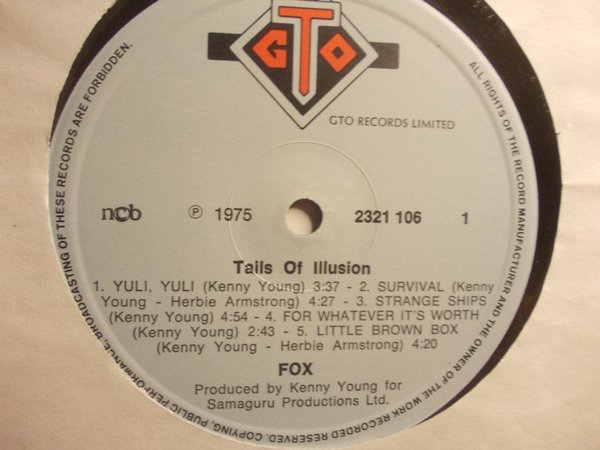 GTO
GTO RECORDS LIMITED
ncb
℗ 1975
2321 106
1
Tails Of Illusion
1. YULI, YULI (Kenny Young) 3:37 - 2. SURVIVAL (Kenny
Young - Herbie Armstrong) 4:27 - 3. STRANGE SHIPS
(Kenny Young) 4:54 - 4. FOR WHATEVER IT'S WORTH
(Kenny Young) 2:43 - 5. LITTLE BROWN BOX
(Kenny Young - Herbie Armstrong) 4:20
FOX
Produced by Kenny Young for
Samaguru Productions Ltd.
ALL RIGHTS OF THE RECORD MANUFACTURER AND THE OWNER OF THE WORK RECORDED RESERVED. COPYING, PUBLIC PERFORMANCE, BROADCASTING OF THESE RECORDS ARE FORBIDDEN.